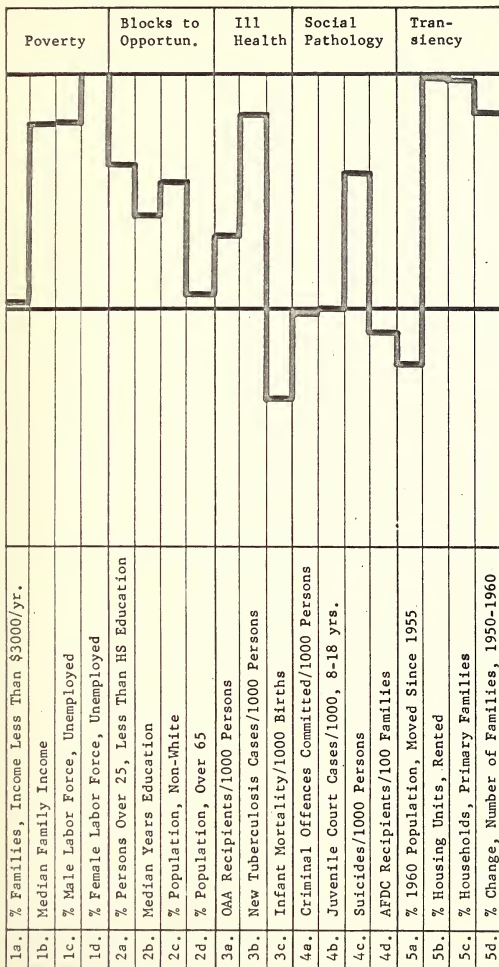 Poverty
Blocks to
Opportun.
Ill
Health
Social
Pathology
Tran-
siency
1a. % Families, Income Less Than $3000/yr.
1b. Median Family Income
1c. % Male Labor Force, Unemployed
1d. % Female Labor Force, Unemployed
2a. % Persons Over 25, Less Than HS Education
2b. Median Years Education
2c. % Population, Non-White
2d. % Population, Over 65
3a. OAA Recipients/1000 Persons
3b. New Tuberculosis Cases/1000 Persons
3c. Infant Mortality/1000 Births
4a. Criminal Offences Committed/1000 Persons
4b. Juvenile Court Cases/1000, 8-18 yrs.
4c. Suicides/1000 Persons
4d. AFDC Recipients/100 Families
5a. % 1960 Population, Moved Since 1955
5b. % Housing Units, Rented
5c. % Households, Primary Families
5d. % Change, Number of Families, 1950-1960